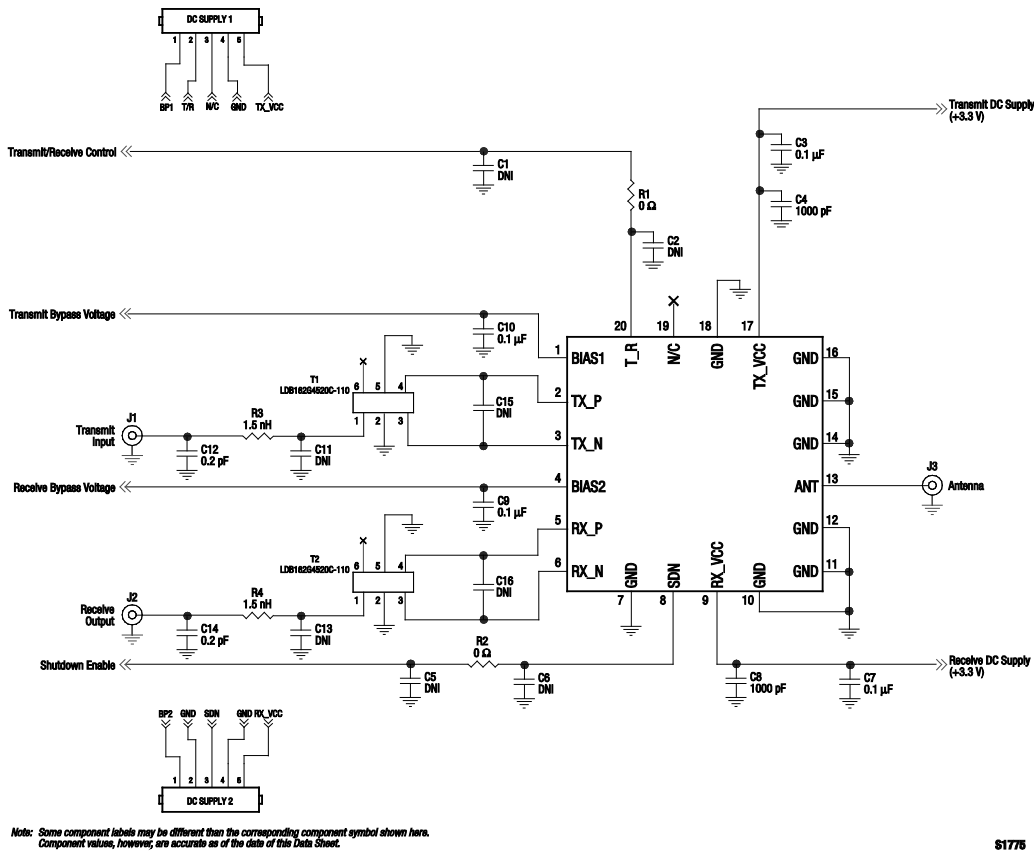 DC SUPPLY 1
1 2 3 4 5
BP1 T/R N/C GND TX_VCC
Transmit DC Supply
(+3.3 V)
C3
0.1 µF
Transmit/Receive Control
C1
DNI
R1
0 Ω
C4
1000 pF
C2
DNI
Transmit Bypass Voltage
C10
0.1 µF
20 19 18 17
T_R N/C GND TX_VCC
1 BIAS1
GND 16
T1
LDB182G4520C-110
6 5 4
1 2 3
C15
DNI
2 TX_P
GND 15
J1
Transmit
Input
R3
1.5 nH
C12
0.2 pF
C11
DNI
3 TX_N
GND 14
Receive Bypass Voltage
C9
0.1 µF
4 BIAS2
ANT 13
J3
Antenna
5 RX_P
GND 12
T2
LDB182G4520C-110
6 5 4
1 2 3
C16
DNI
6 RX_N
GND 11
GND SDN RX_VCC GND
7 8 9 10
J2
Receive
Output
R4
1.5 nH
C14
0.2 pF
C13
DNI
Shutdown Enable
R2
0 Ω
C5
DNI
C6
DNI
C8
1000 pF
C7
0.1 µF
Receive DC Supply
(+3.3 V)
BP2 GND SDN GND RX_VCC
1 2 3 4 5
DC SUPPLY 2
Note: Some component labels may be different than the corresponding component symbol shown here.
Component values, however, are accurate as of the date of this Data Sheet.
S1775